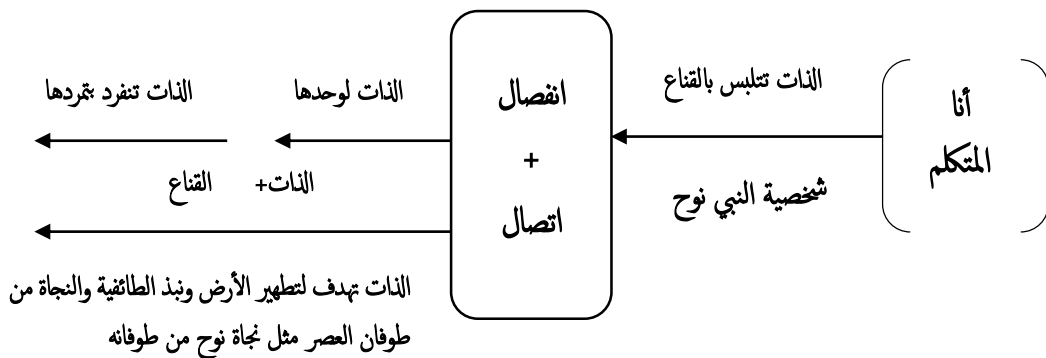 أنا
المتكلم
الذات تتلبس بالقناع
شخصية النبي نوح
انفصال
+
اتصال
الذات لوحدها
الذات تنفرد بتمردها
الذات+ القناع
الذات تهدف لتطهير الأرض ونبذ الطائفية والنجاة من
طوفان العصر مثل نجاة نوح من طوفانه